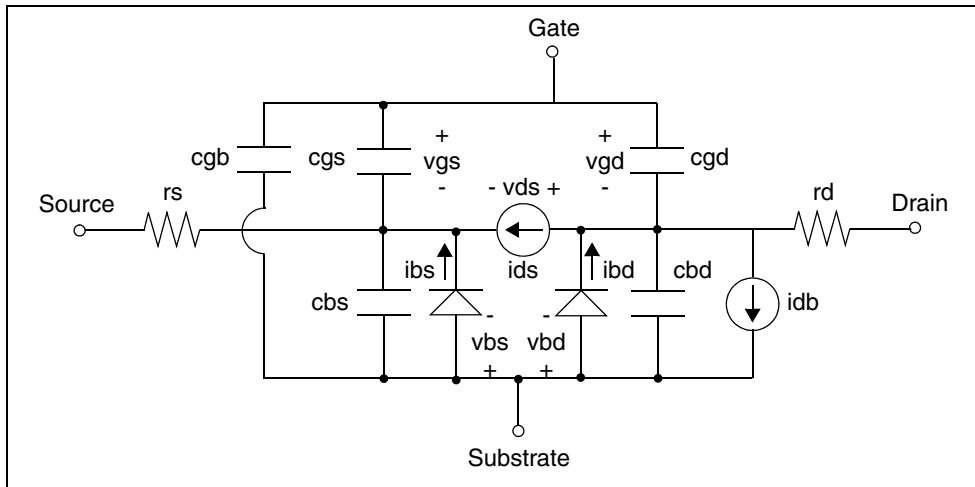 Gate
cgb
cgs
+
vgs
-
+
vgd
-
cgd
Source
rs
- vds +
ids
rd
Drain
cbs
ibs
-
vbs
+
ibd
-
vbd
+
cbd
idb
Substrate